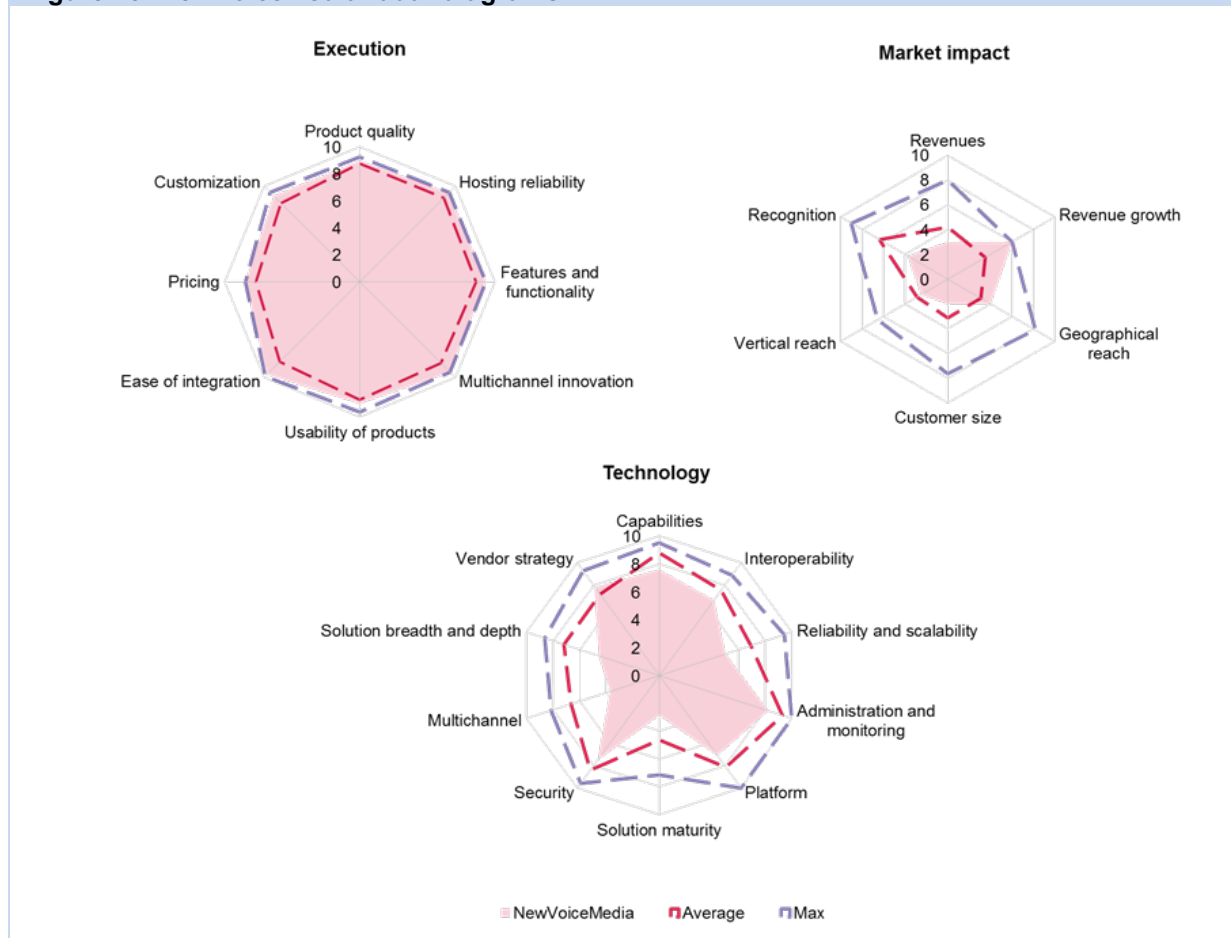 Execution
Market impact
Product quality
10
8
6
4
2
0
Customization
Hosting reliability
Pricing
Features and
functionality
Ease of integration
Multichannel innovation
Usability of products
Revenues
10
8
6
4
2
0
Recognition
Revenue growth
Vertical reach
Geographical
reach
Customer size
Technology
Capabilities
10
8
6
4
2
0
Vendor strategy
Interoperability
Solution breadth and depth
Reliability and scalability
Multichannel
Administration and
monitoring
Security
Platform
Solution maturity
NewVoiceMedia
Average
Max